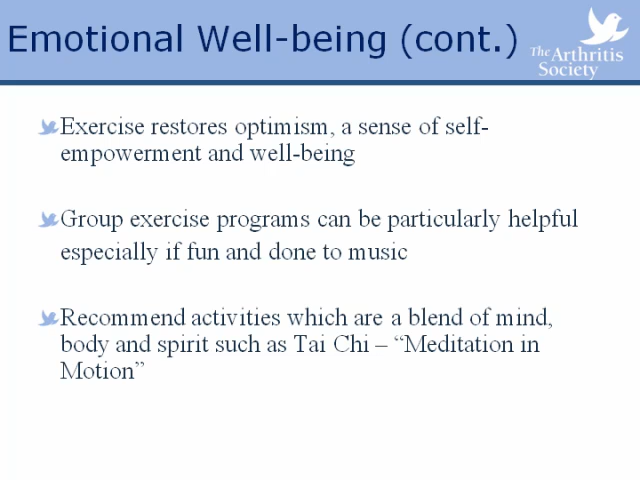 Emotional Well-being (cont.)
The Arthritis
Society
Exercise restores optimism, a sense of self-
empowerment and well-being
Group exercise programs can be particularly helpful
especially if fun and done to music
Recommend activities which are a blend of mind,
body and spirit such as Tai Chi – “Meditation in
Motion”